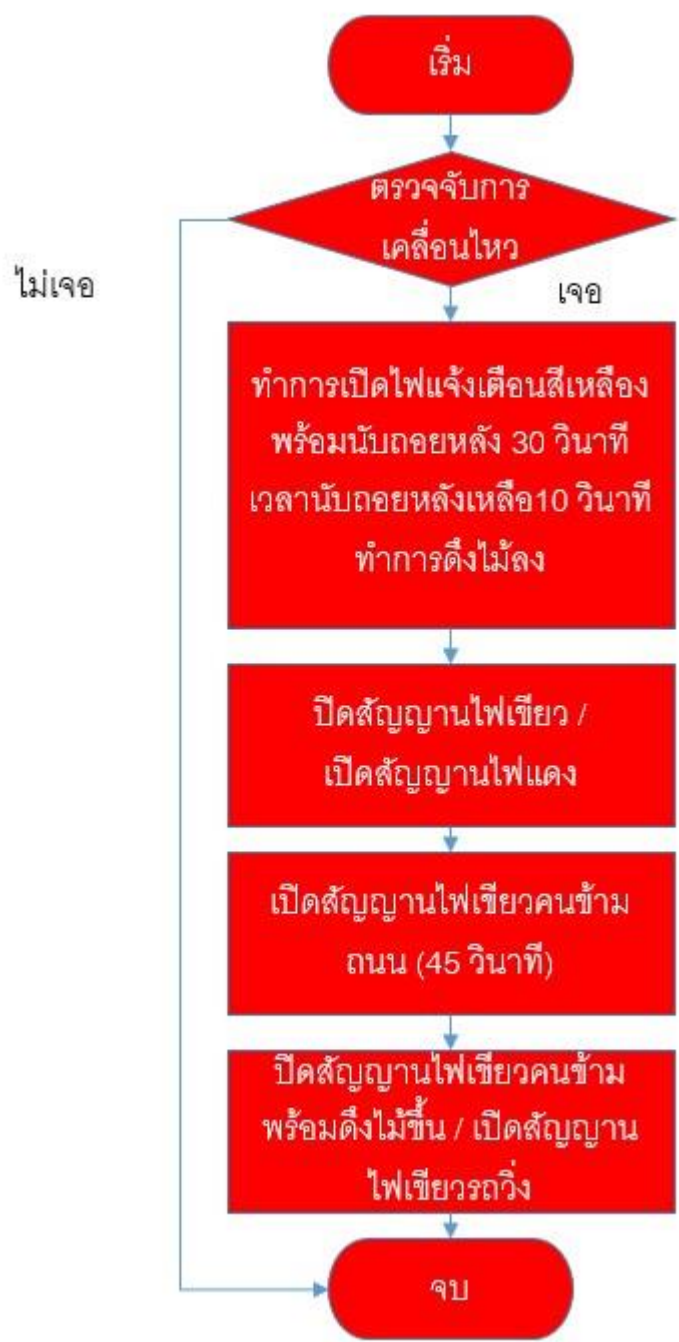 เริ่ม
ตรวจจับการ
เคลื่อนไหว
ไม่เจอ
เจอ
ทำการเปิดไฟแจ้งเตือนสีเหลือง
พร้อมนับถอยหลัง 30 วินาที
เวลานับถอยหลังเหลือ10 วินาที
ทำการดึงไม้ลง
ปิดสัญญานไฟเขียว /
เปิดสัญญานไฟแดง
เปิดสัญญานไฟเขียวคนข้าม
ถนน (45 วินาที)
ปิดสัญญานไฟเขียวคนข้าม
พร้อมดึงไม้ขึ้น / เปิดสัญญาน
ไฟเขียวรถวิ่ง
จบ